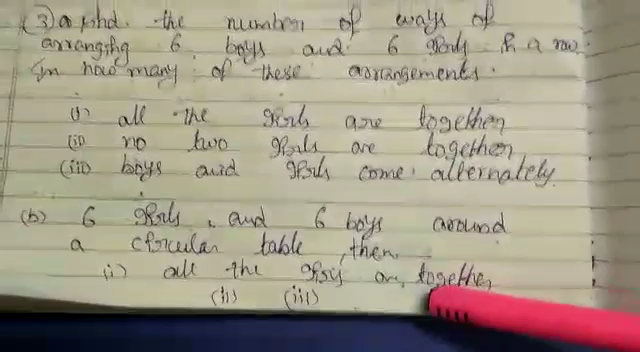 (3) a find the number of ways of
arranging 6 boys and 6 girls in a row.
In how many of these arrangements.
(i) all the girls are together
(ii) no two girls are together
(iii) boys and girls come alternately.
(b) 6 girls and 6 boys around
a circular table, then
(i) all the girls are together
(ii) (iii)